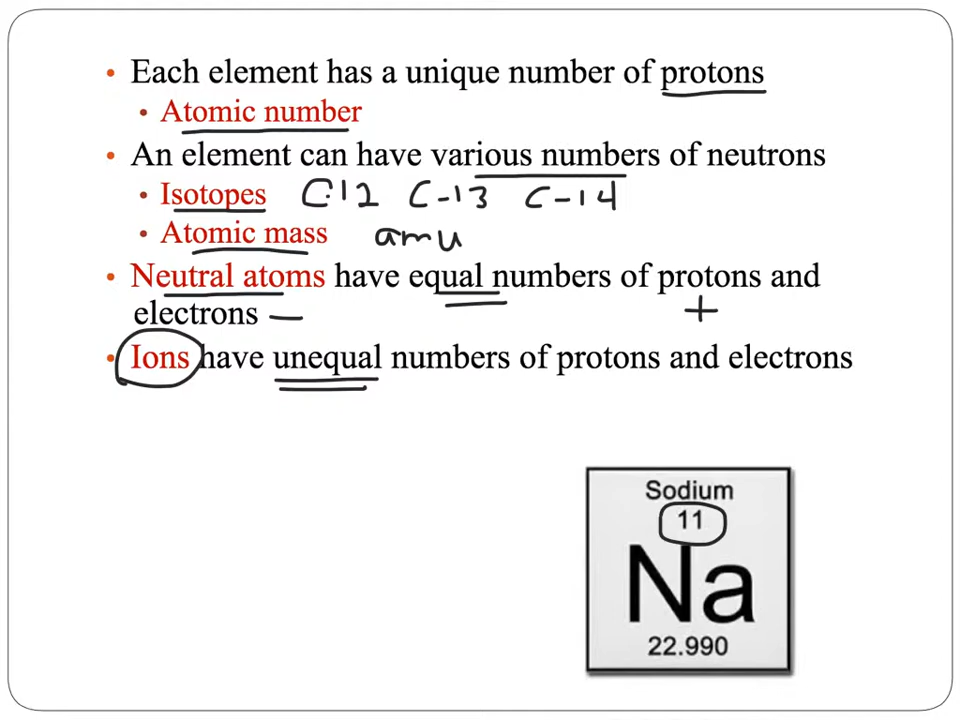 • Each element has a unique number of protons
• Atomic number
• An element can have various numbers of neutrons
• Isotopes C-12 C-13 C-14
• Atomic mass amu
• Neutral atoms have equal numbers of protons and
electrons − +
• Ions have unequal numbers of protons and electrons
Sodium
11
Na
22.990